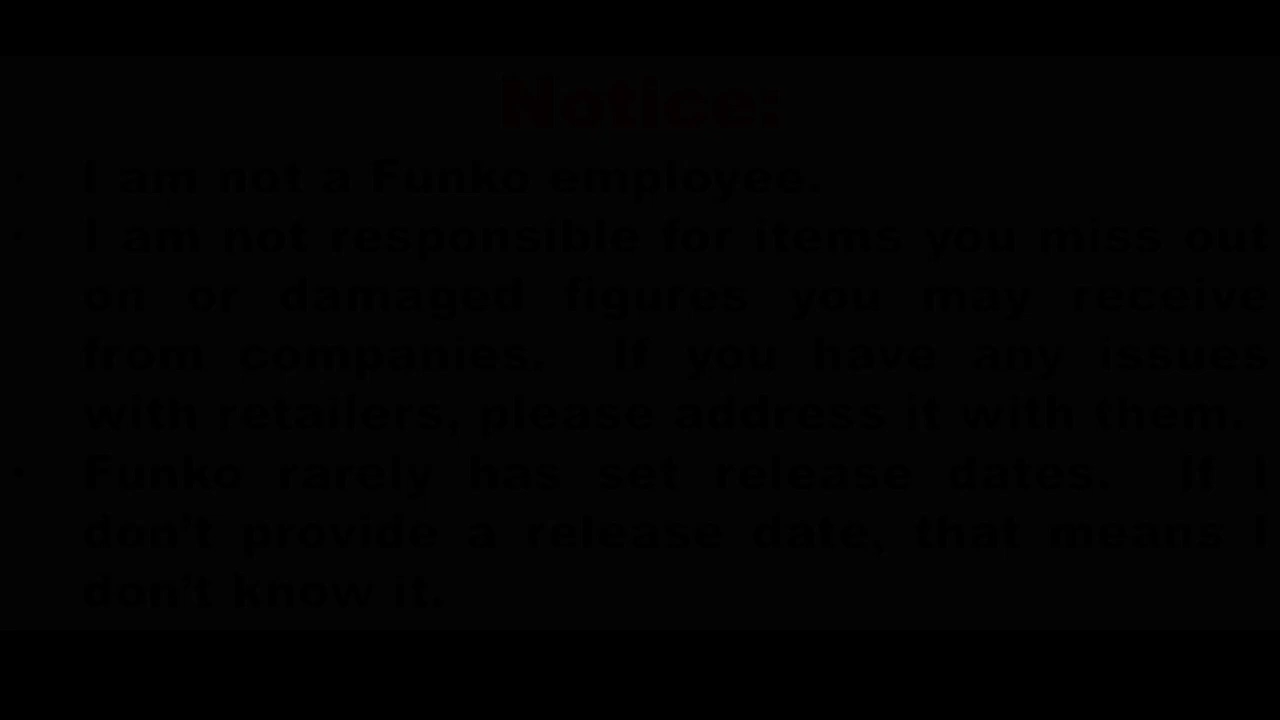 Notice:
• I am not a Funko employee.
• I am not responsible for items you miss out
on or damaged figures you may receive
from companies. If you have any issues
with retailers, please address it with them.
• Funko rarely has set release dates. If I
don't provide a release date, that means I
don't know it.